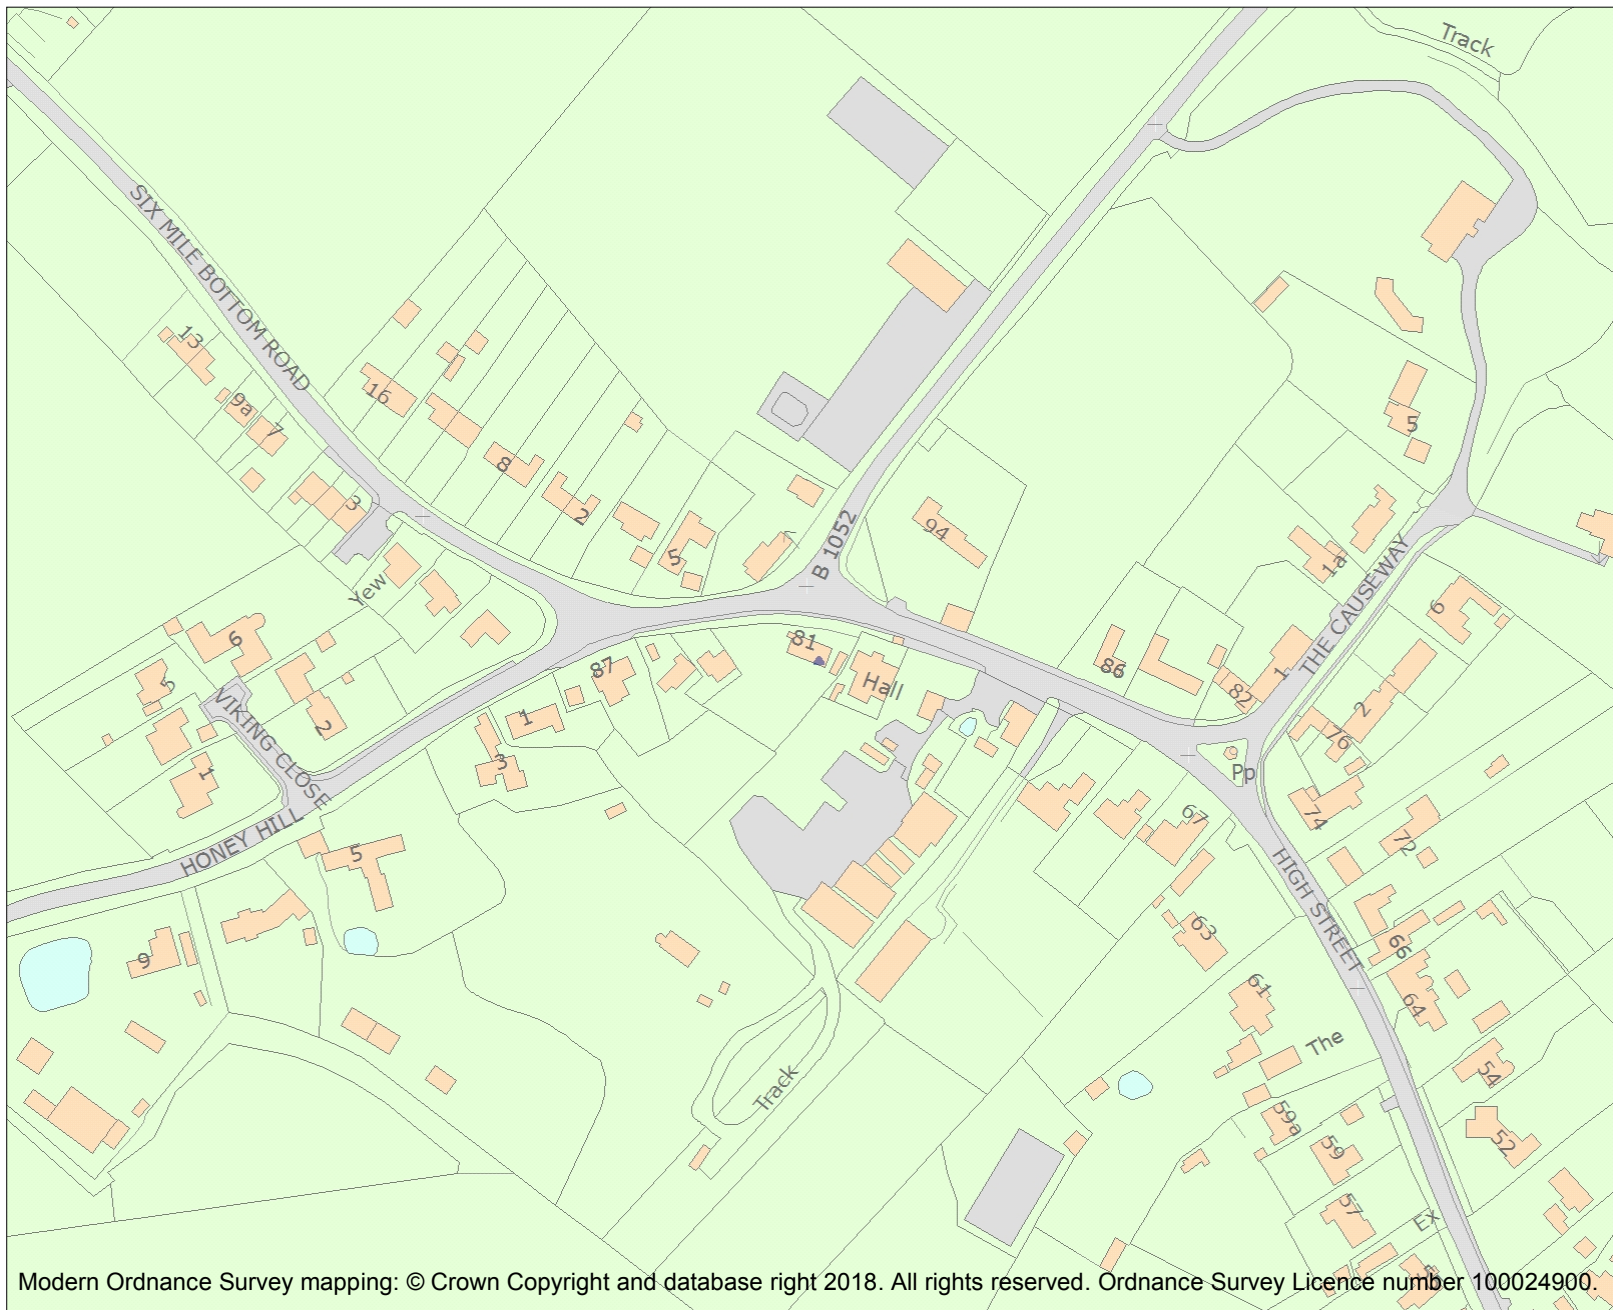 Track
SIX MILE BOTTOM ROAD
13
9a
7
3
16
8
2
5
B 1052
94
5
1a
THE CAUSEWAY
6
Yew
6
5
2
1
VIKING CLOSE
HONEY HILL
87
1
3
5
9
81
Hall
86
82
1
2
76
Pp
74
72
67
63
HIGH STREET
66
64
61
The
54
59a
59
52
57
Ex
Track
Modern Ordnance Survey mapping: © Crown Copyright and database right 2018. All rights reserved. Ordnance Survey Licence number 100024900.